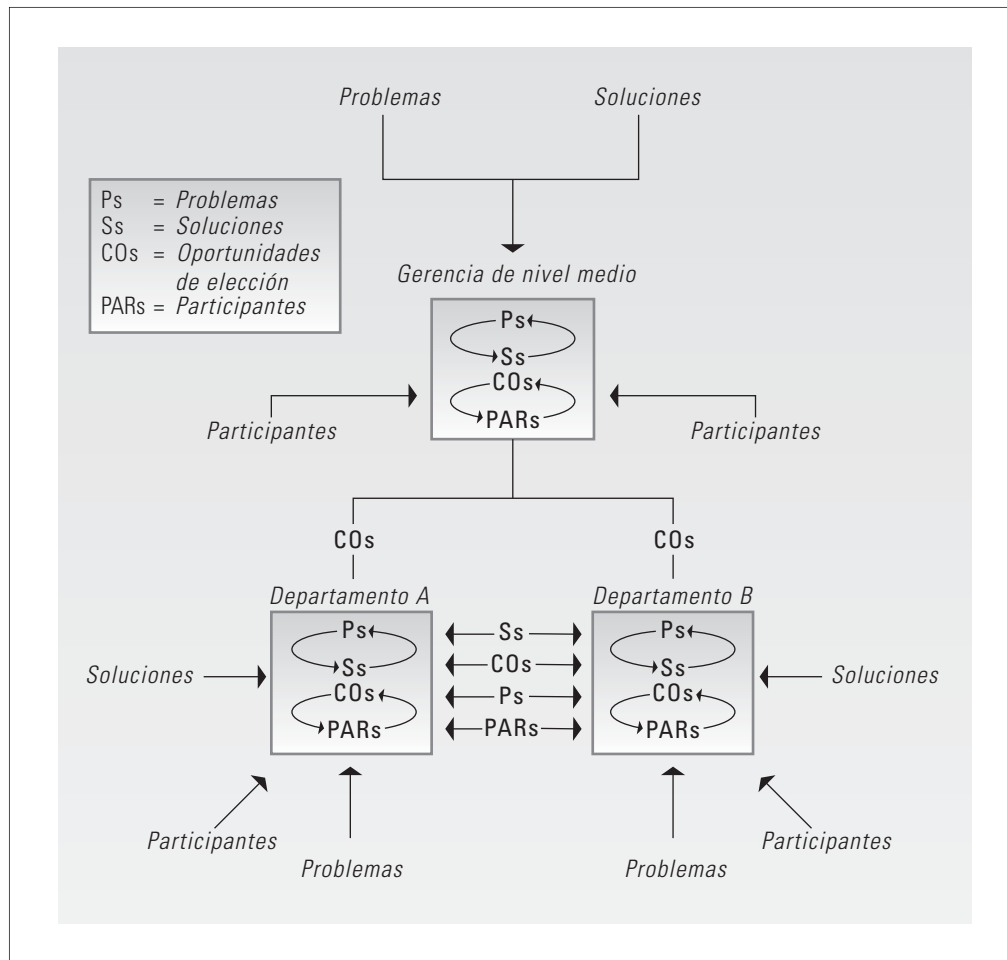 Problemas
Soluciones
Ps = Problemas
Ss = Soluciones
COs = Oportunidades
de elección
PARs = Participantes
Gerencia de nivel medio
Ps
Ss
COs
PARs
Participantes
Participantes
COs
COs
Departamento A
Departamento B
Ps
Ss
COs
PARs
Ss
COs
Ps
PARs
Ps
Ss
COs
PARs
Soluciones
Soluciones
Participantes
Problemas
Problemas
Participantes